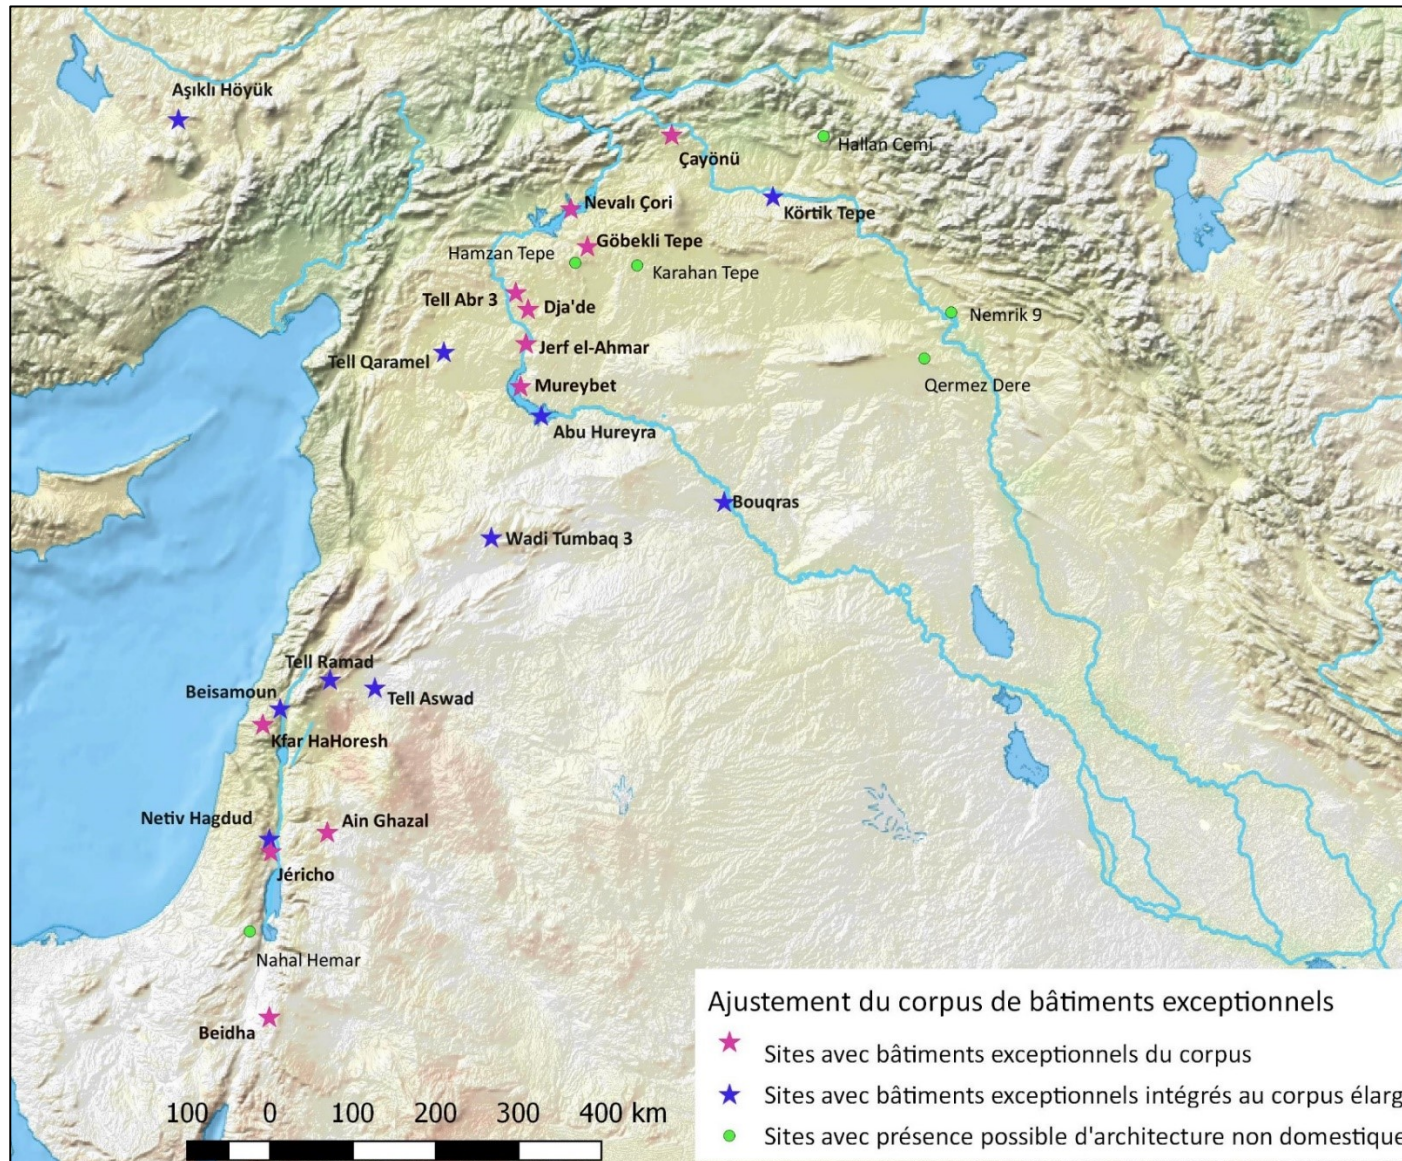 Aşıklı Höyük
Hallan Cemi
Çayönü
Nevalı Çori
Körtik Tepe
Göbekli Tepe
Hamzan Tepe
Karahan Tepe
Tell Abr 3
Dja'de
Nemrik 9
Jerf el-Ahmar
Tell Qaramel
Qermez Dere
Mureybet
Abu Hureyra
Bouqras
Wadi Tumbaq 3
Tell Ramad
Beisamoun
Tell Aswad
Kfar HaHoresh
Netiv Hagdud
Ain Ghazal
Jéricho
Nahal Hemar
Beidha
Ajustement du corpus de bâtiments exceptionnels
Sites avec bâtiments exceptionnels du corpus
Sites avec bâtiments exceptionnels intégrés au corpus élarg
Sites avec présence possible d'architecture non domestique
100 0 100 200 300 400 km